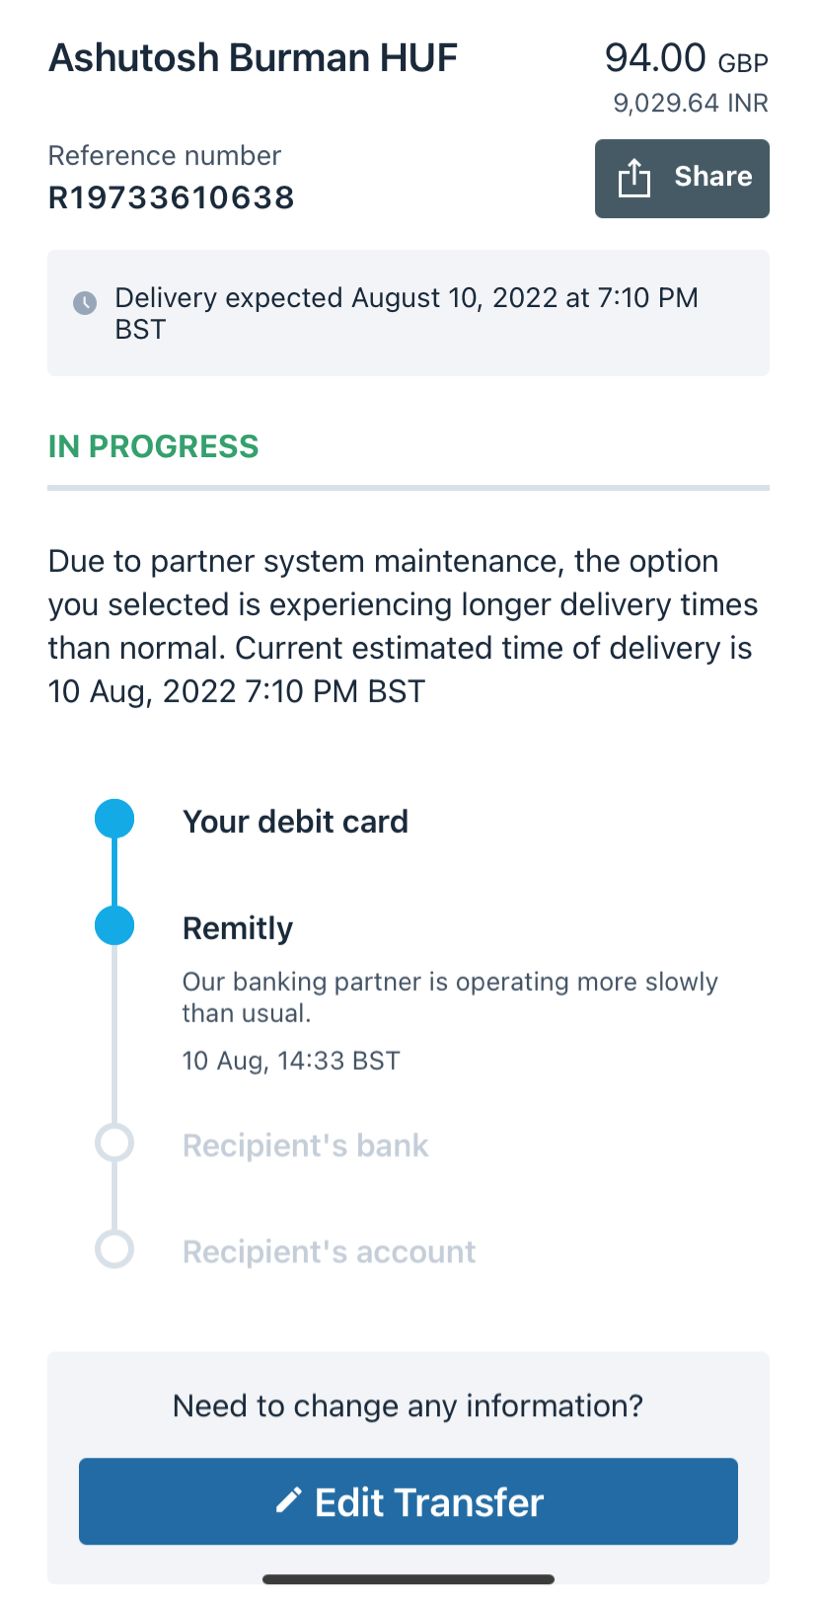 Ashutosh Burman HUF
94.00 GBP
9,029.64 INR
Reference number
R19733610638
Share
Delivery expected August 10, 2022 at 7:10 PM
BST
IN PROGRESS
Due to partner system maintenance, the option
you selected is experiencing longer delivery times
than normal. Current estimated time of delivery is
10 Aug, 2022 7:10 PM BST
Your debit card
Remitly
Our banking partner is operating more slowly
than usual.
10 Aug, 14:33 BST
Recipient's bank
Recipient's account
Need to change any information?
Edit Transfer